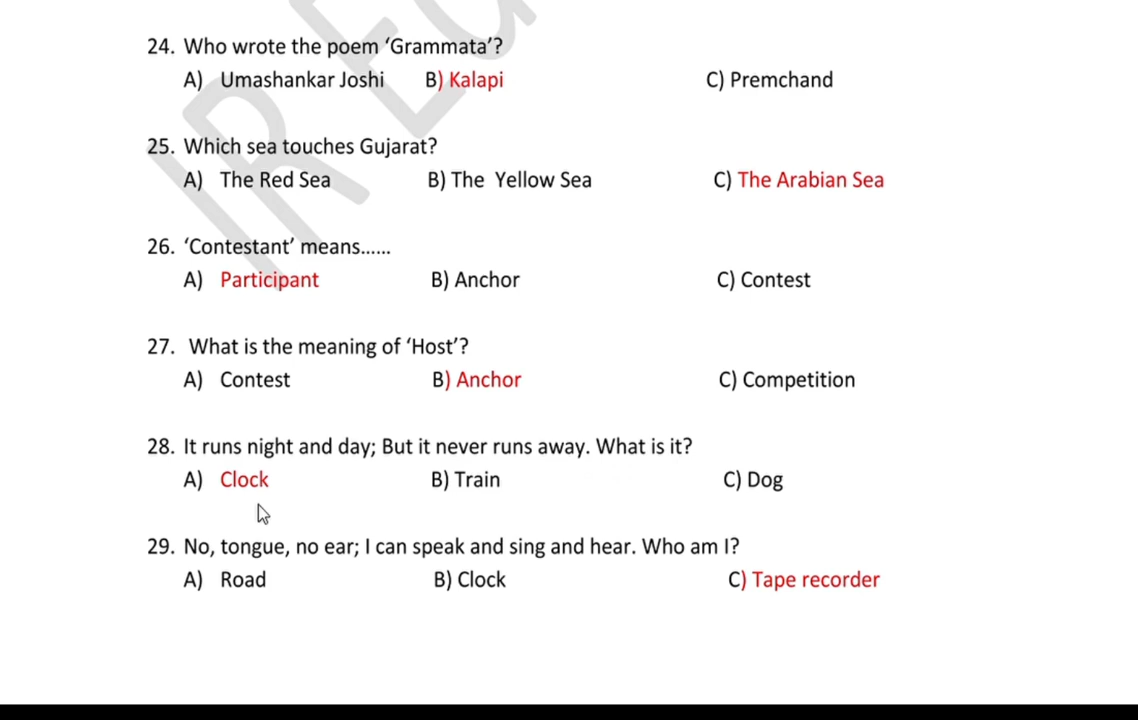 24. Who wrote the poem ‘Grammata’?
A) Umashankar Joshi B) Kalapi C) Premchand
25. Which sea touches Gujarat?
A) The Red Sea B) The Yellow Sea C) The Arabian Sea
26. ‘Contestant’ means......
A) Participant B) Anchor C) Contest
27. What is the meaning of ‘Host’?
A) Contest B) Anchor C) Competition
28. It runs night and day; But it never runs away. What is it?
A) Clock B) Train C) Dog
29. No, tongue, no ear; I can speak and sing and hear. Who am I?
A) Road B) Clock C) Tape recorder